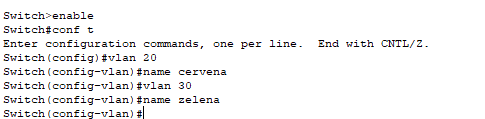 Switch>enable
Switch#conf t
Enter configuration commands, one per line.  End with CNTL/Z.
Switch(config)#vlan 20
Switch(config-vlan)#name cervena
Switch(config-vlan)#vlan 30
Switch(config-vlan)#name zelena
Switch(config-vlan)#